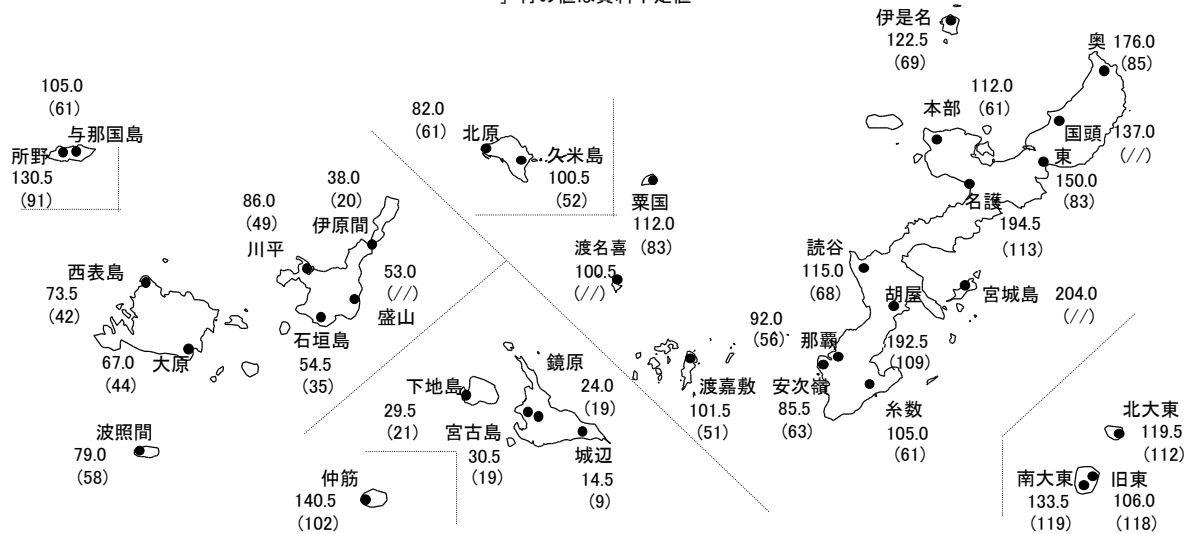 ]付の値は資料不足値
伊是名
122.5
(69)
奥 176.0
(85)
105.0
(61)
与那国島
所野
130.5
(91)
82.0
(61)
北原
久米島
100.5
(52)
112.0
(61)
本部
国頭 137.0
(//)
東
150.0
(83)
粟国
112.0
(83)
名護
194.5
(113)
38.0
(20)
伊原間
86.0
(49)
川平
53.0
(//)
盛山
石垣島
54.5
(35)
渡名喜
100.5
(//)
読谷
115.0
(68)
胡屋
192.5
(109)
宮城島
204.0
(//)
西表島
73.5
(42)
67.0
(44)
大原
92.0
(56)
那覇
鏡原
24.0
(19)
下地島
29.5
(21)
宮古島
30.5
(19)
城辺
14.5
(9)
渡嘉敷
101.5
(51)
安次嶺
85.5
(63)
糸数
105.0
(61)
波照間
79.0
(58)
仲筋
140.5
(102)
北大東
119.5
(112)
南大東
133.5
(119)
旧東
106.0
(118)